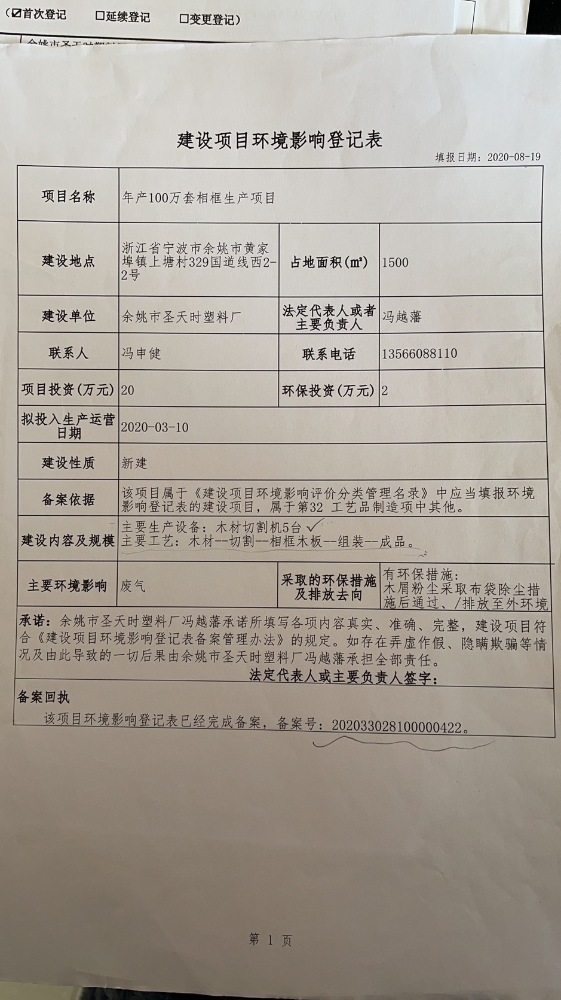 （☑首次登记 □延续登记 □变更登记）
建设项目环境影响登记表
填报日期：2020-08-19
项目名称 年产100万套相框生产项目
建设地点 浙江省宁波市余姚市黄家
埠镇上塘村329国道线西2-
2号
占地面积(㎡) 1500
建设单位 余姚市圣天时塑料厂
法定代表人或者
主要负责人
冯越藩
联系人 冯申健 联系电话 13566088110
项目投资(万元) 20 环保投资(万元) 2
拟投入生产运营
日期
2020-03-10
建设性质 新建
备案依据
该项目属于《建设项目环境影响评价分类管理名录》中应当填报环境
影响登记表的建设项目，属于第32 工艺品制造项中其他。
建设内容及规模
主要生产设备：木材切割机5台✓
主要工艺：木材--切割--相框木板--组装--成品。
主要环境影响 废气
采取的环保措施
及排放去向
有环保措施:
木屑粉尘采取布袋除尘措
施后通过、/排放至外环境
承诺：余姚市圣天时塑料厂冯越藩承诺所填写各项内容真实、准确、完整，建设项目符
合《建设项目环境影响登记表备案管理办法》的规定。如存在弄虚作假、隐瞒欺骗等情
况及由此导致的一切后果由余姚市圣天时塑料厂冯越藩承担全部责任。
法定代表人或主要负责人签字：
备案回执
该项目环境影响登记表已经完成备案，备案号：202033028100000422。
第 1 页